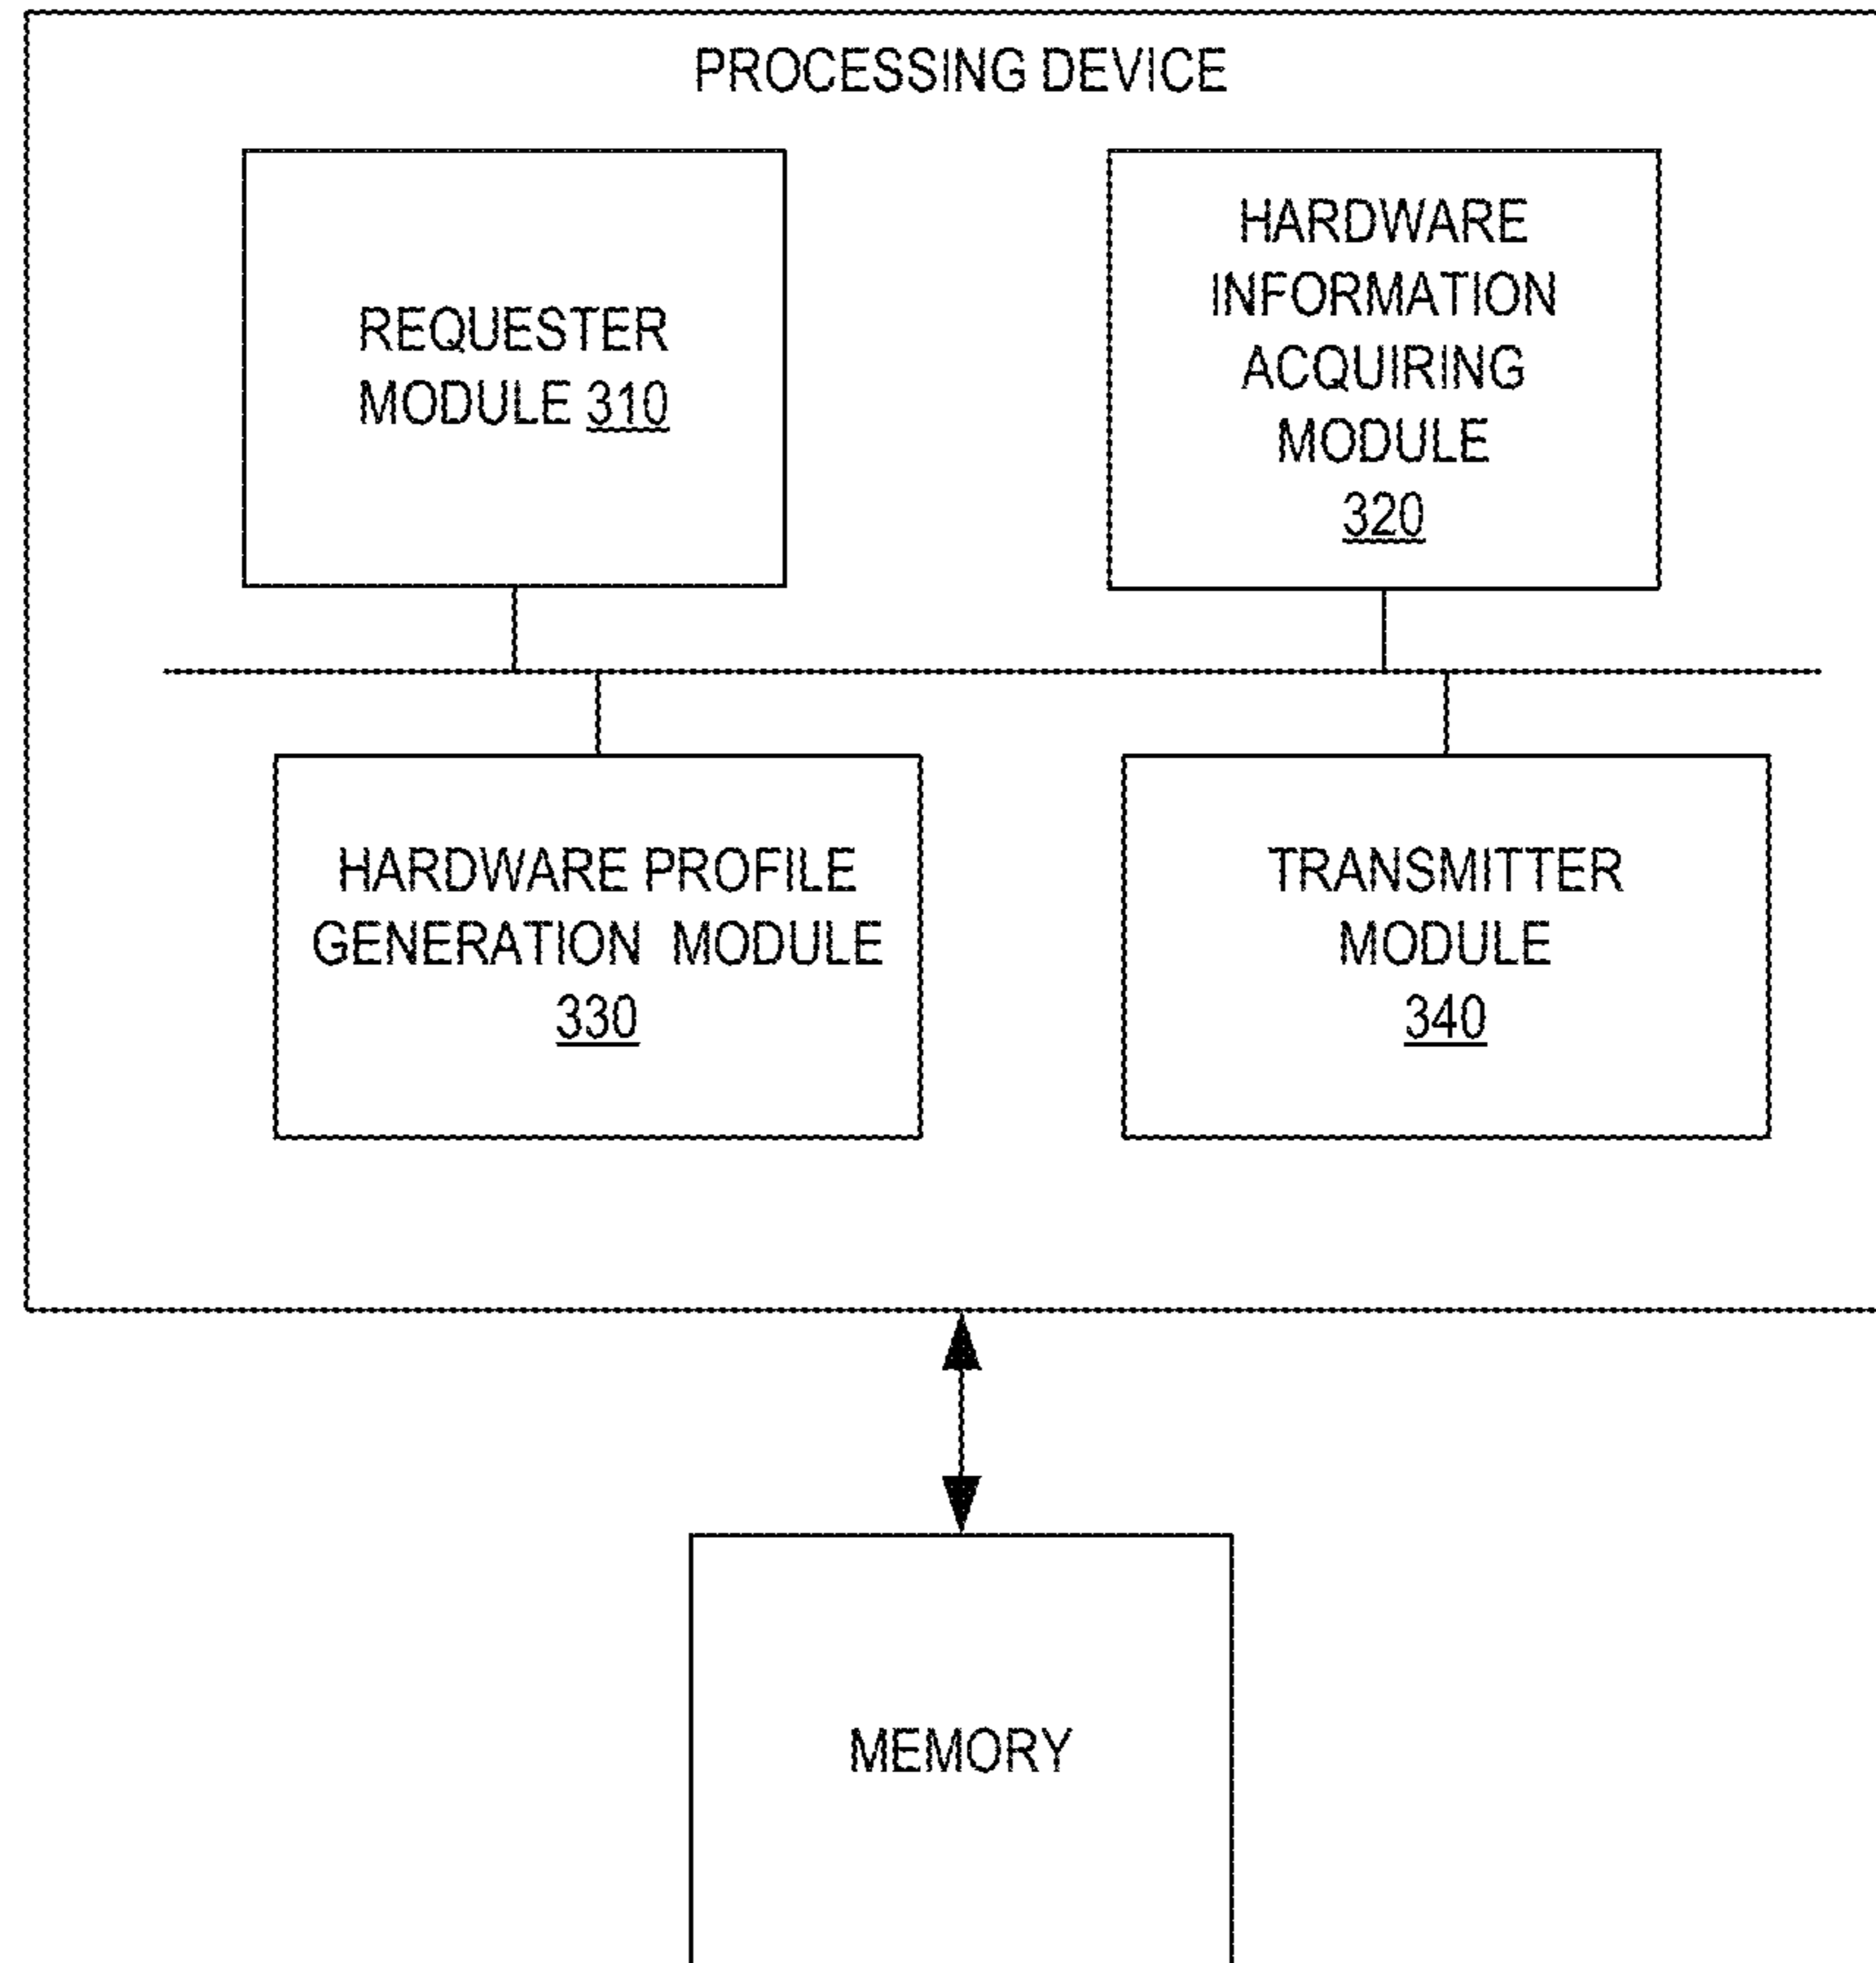 PROCESSING DEVICE
REQUESTER
MODULE 310
HARDWARE
INFORMATION
ACQUIRING
MODULE
320
HARDWARE PROFILE
GENERATION MODULE
330
TRANSMITTER
MODULE
340
MEMORY